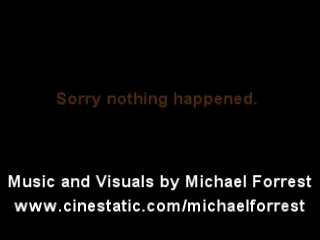 Sorry nothing happened.
Music and Visuals by Michael Forrest
www.cinestatic.com/michaelforrest